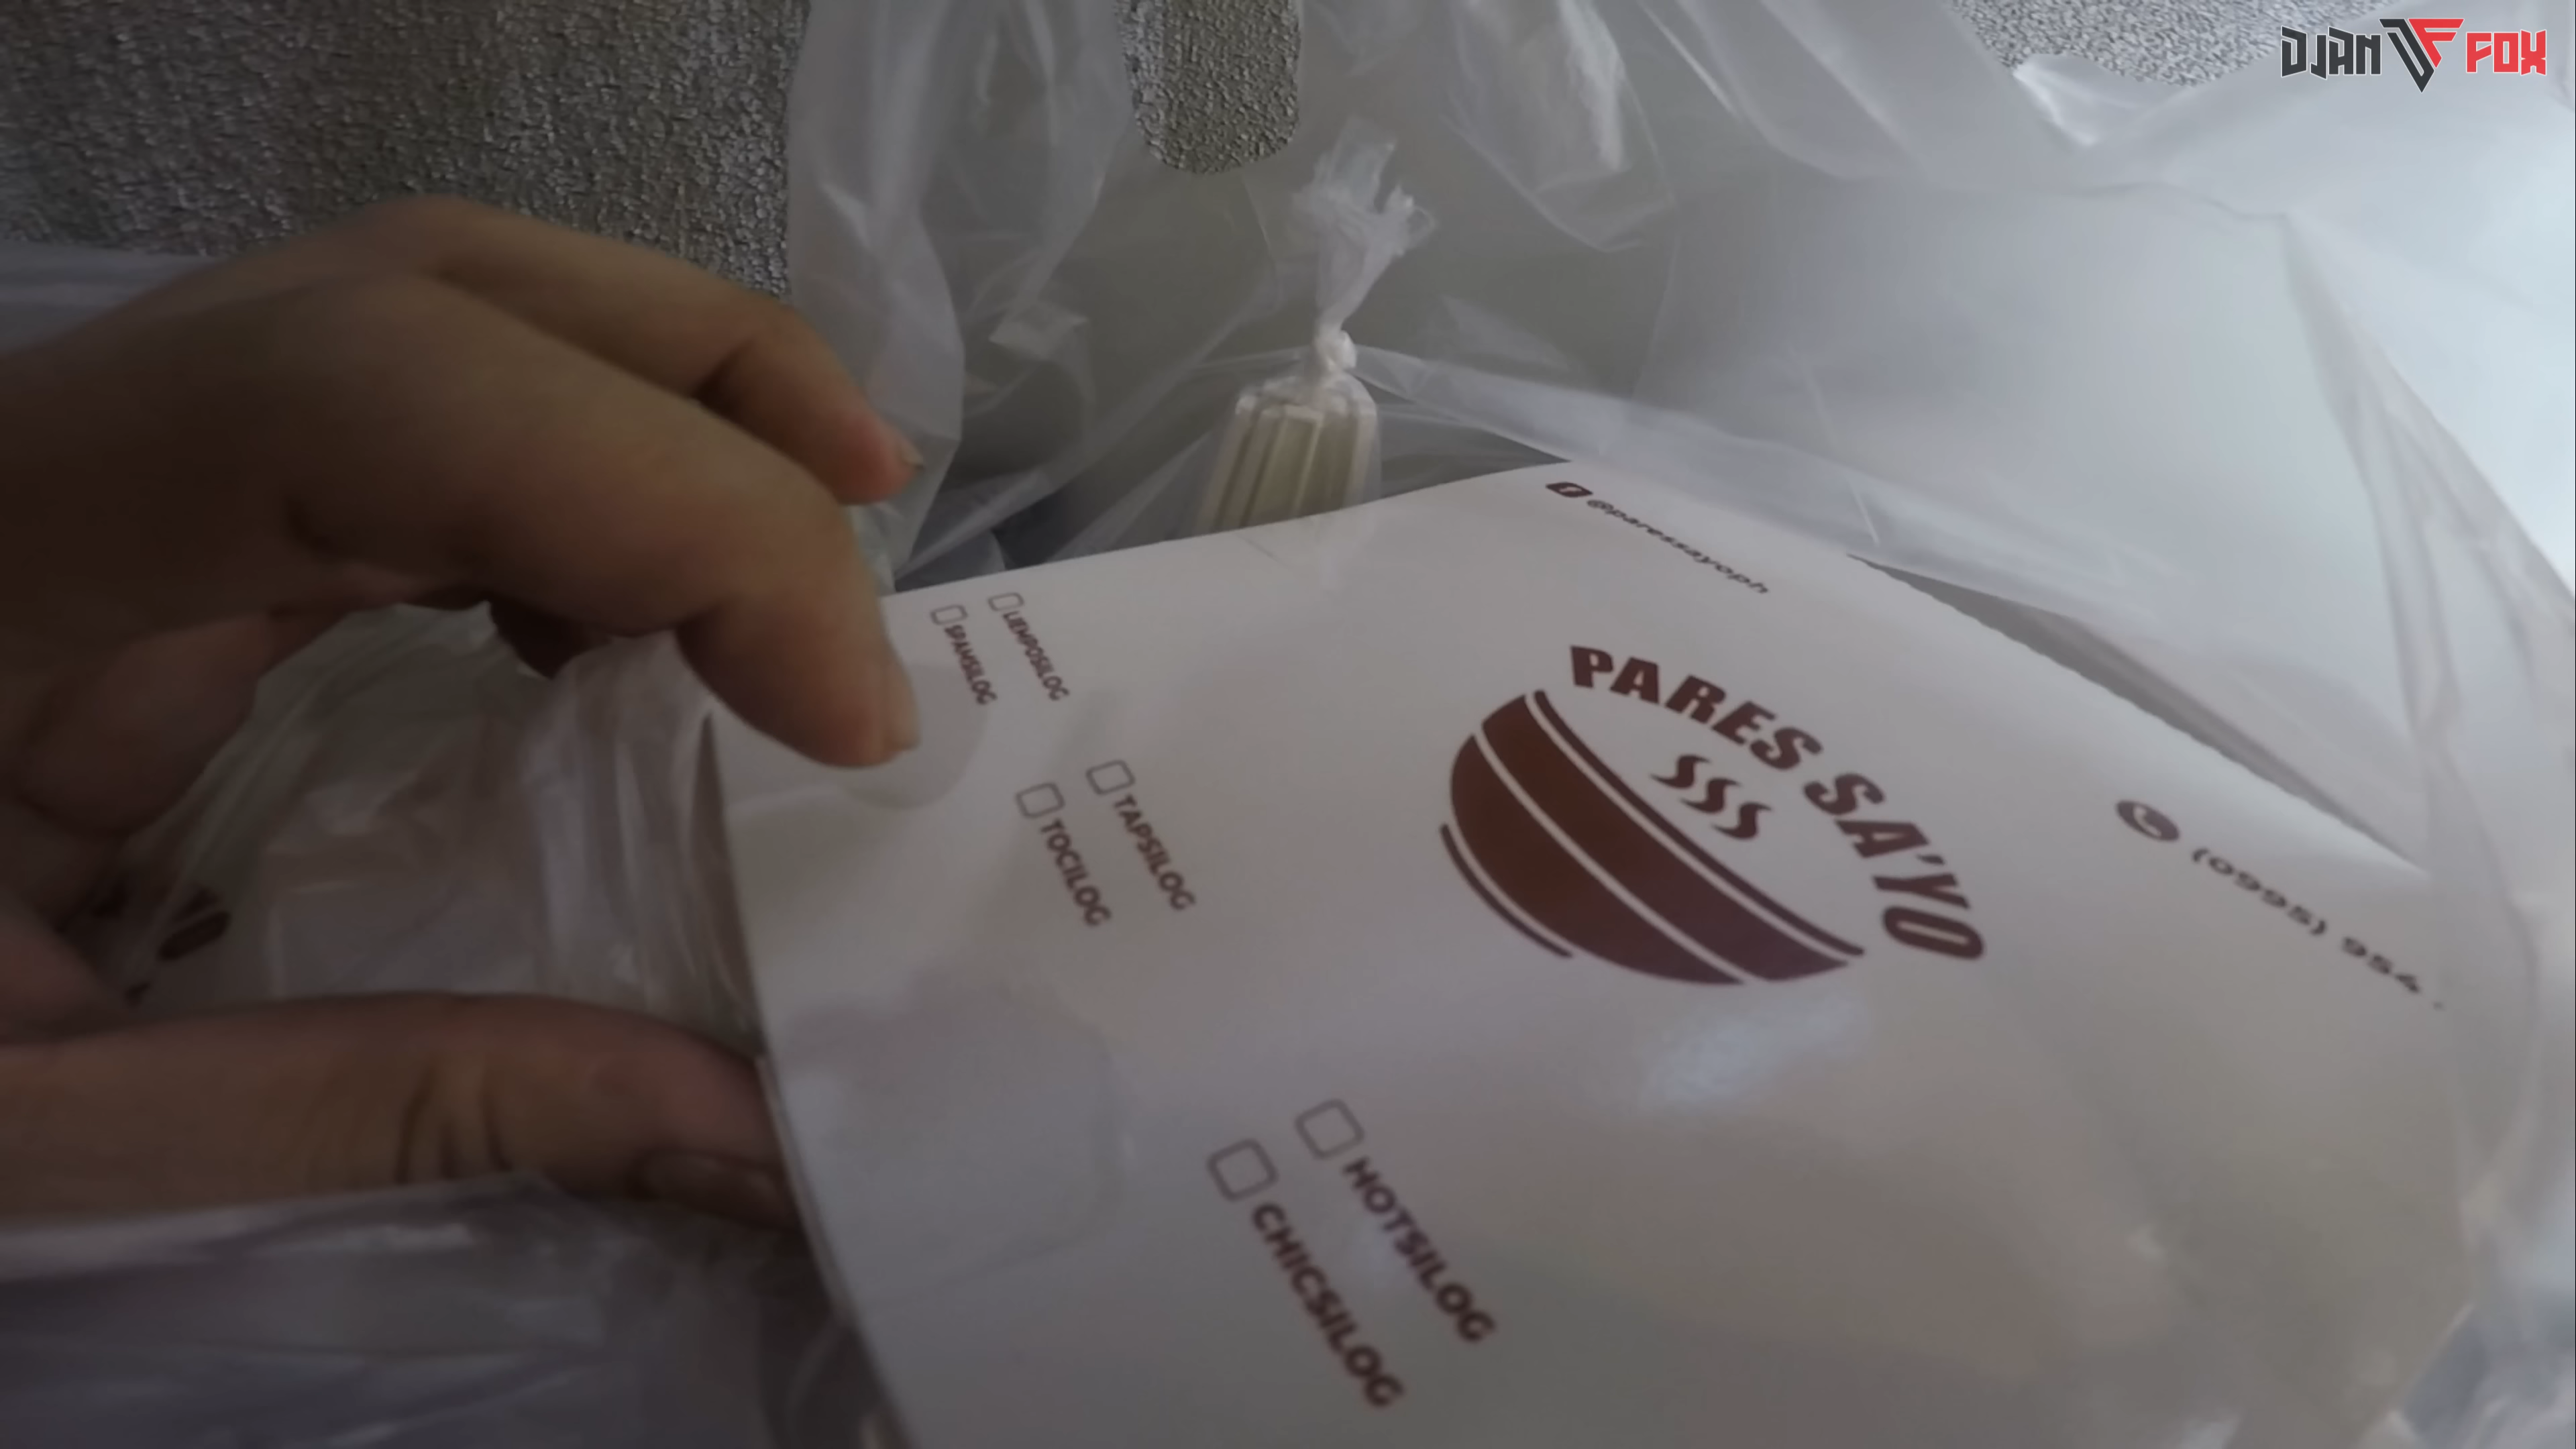 DJAN FOX
@paressayoph
PARES SA'YO
(0995) 954
LIEMPOSILOG
SPAMSILOG
TAPSILOG
TOCILOG
HOTSILOG
CHICSILOG